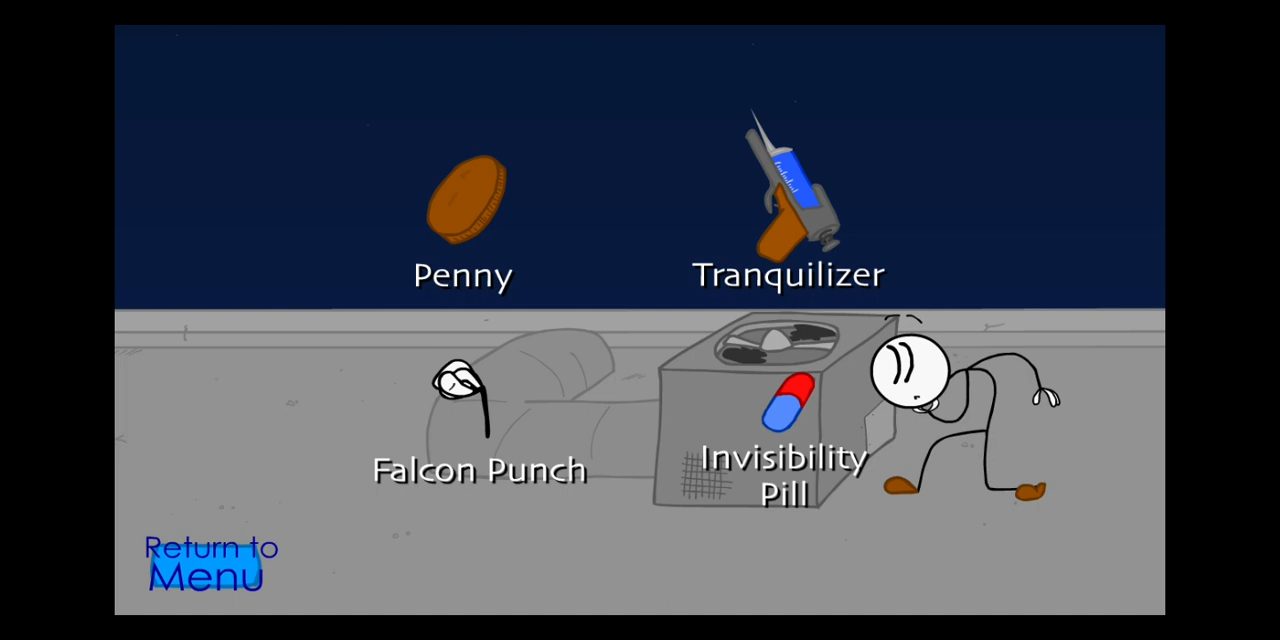 Penny
Tranquilizer
Falcon Punch
Invisibility
Pill
Return to
Menu